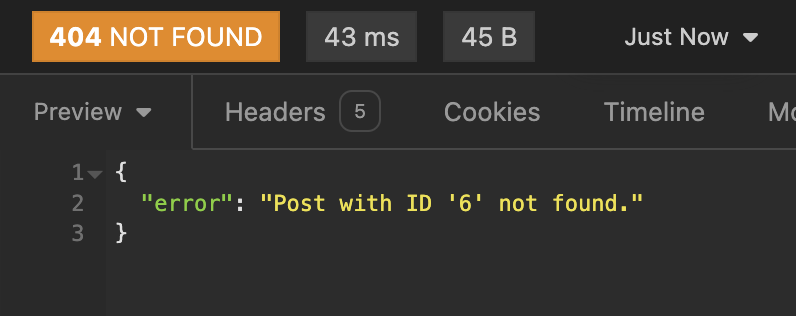 404 NOT FOUND 43 ms 45 B Just Now
Preview Headers 5 Cookies Timeline
1 {
2 "error": "Post with ID '6' not found."
3 }